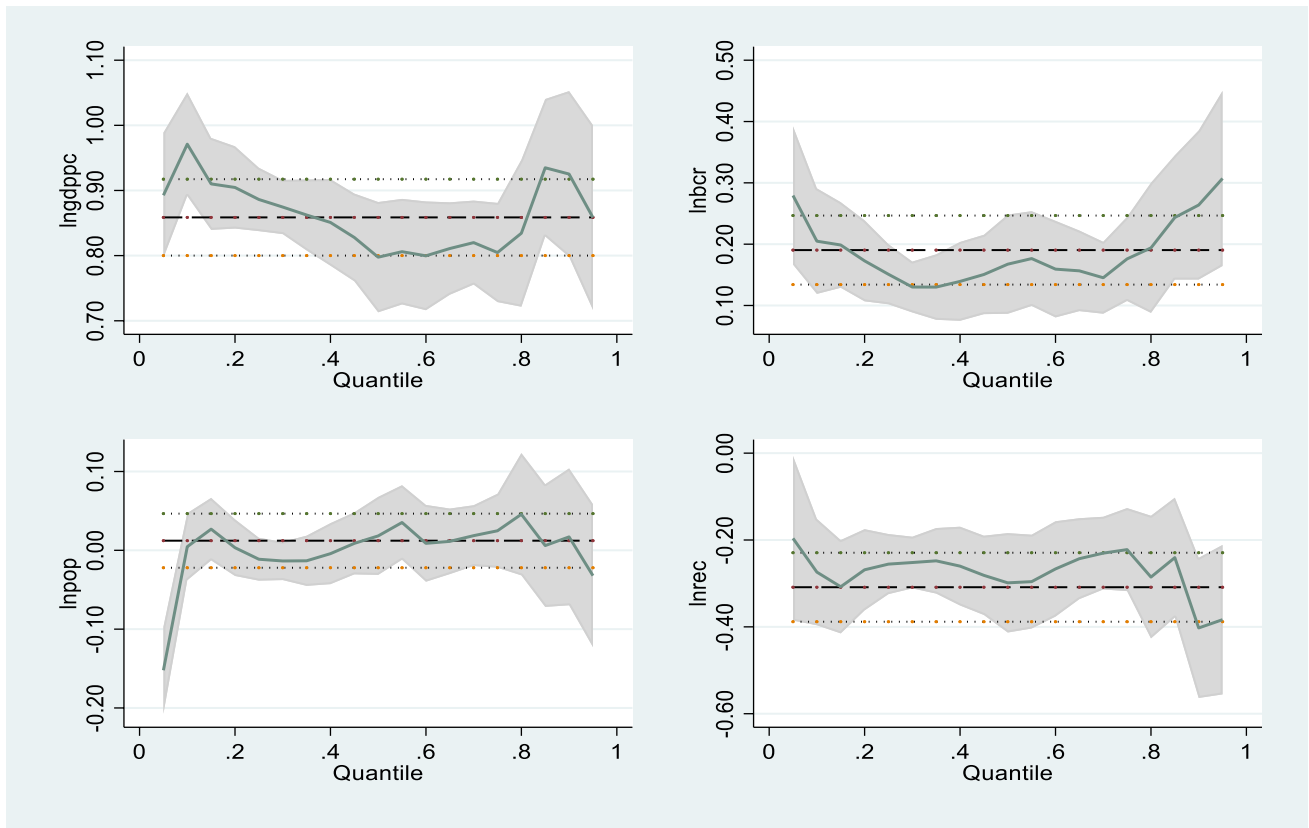 lngdppc
1.10
1.00
0.90
0.80
0.70
0 .2 .4 .6 .8 1
Quantile
lnbcr
0.50
0.40
0.30
0.20
0.10
0 .2 .4 .6 .8 1
Quantile
lnpop
0.10
0.00
-0.10
-0.20
0 .2 .4 .6 .8 1
Quantile
lnrec
0.00
-0.20
-0.40
-0.60
0 .2 .4 .6 .8 1
Quantile